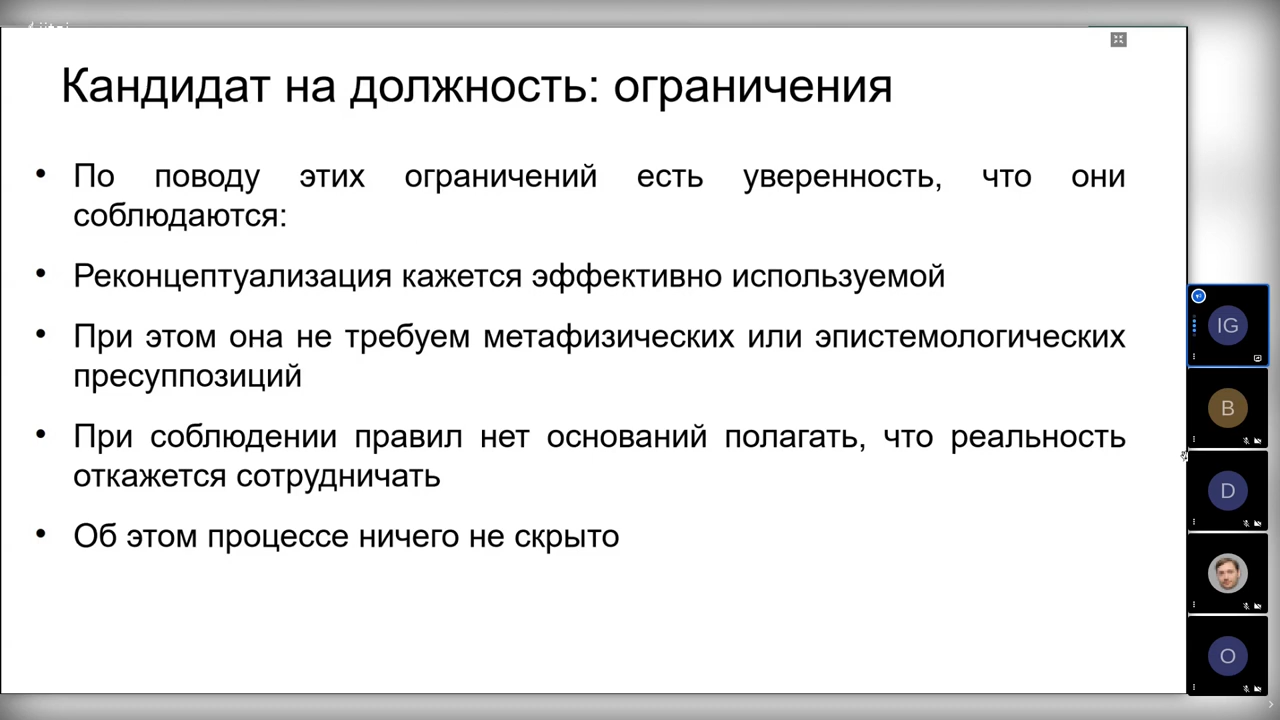 Кандидат на должность: ограничения
• По поводу этих ограничений есть уверенность, что они
соблюдаются:
• Реконцептуализация кажется эффективно используемой
• При этом она не требуем метафизических или эпистемологических
пресуппозиций
• При соблюдении правил нет оснований полагать, что реальность
откажется сотрудничать
• Об этом процессе ничего не скрыто
IG
B
D
O